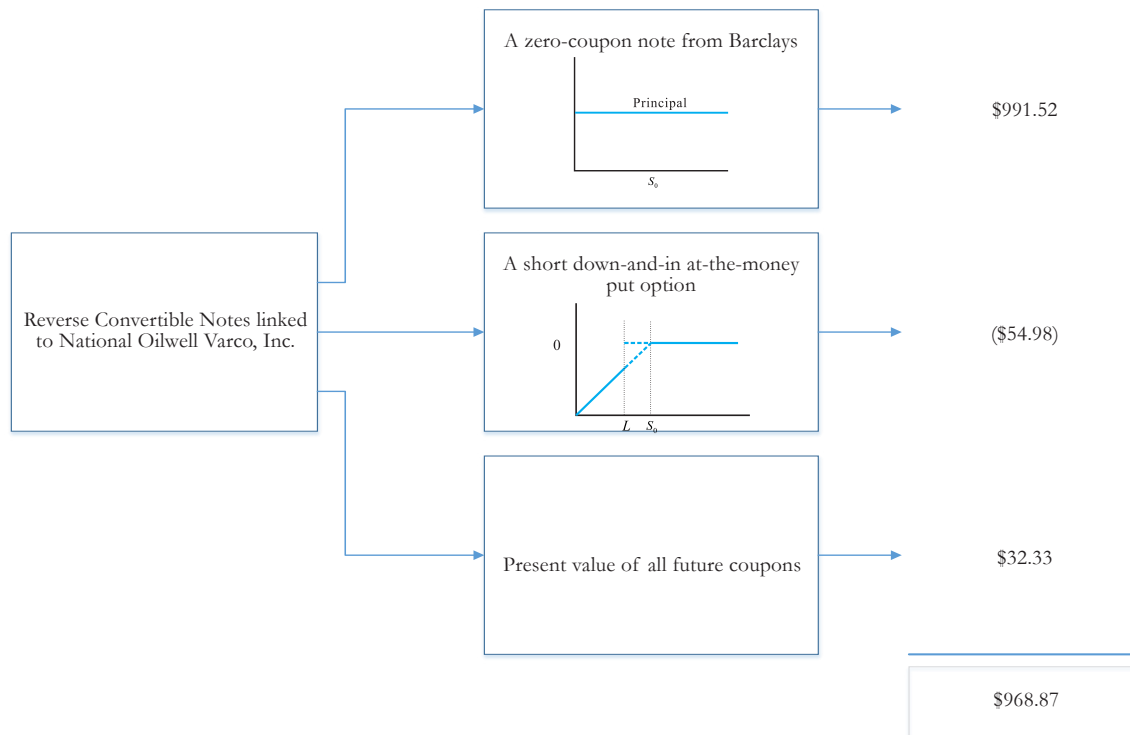 A zero-coupon note from Barclays
Principal
S₀
$991.52
Reverse Convertible Notes linked
to National Oilwell Varco, Inc.
A short down-and-in at-the-money
put option
0
L S₀
($54.98)
Present value of all future coupons
$32.33
$968.87